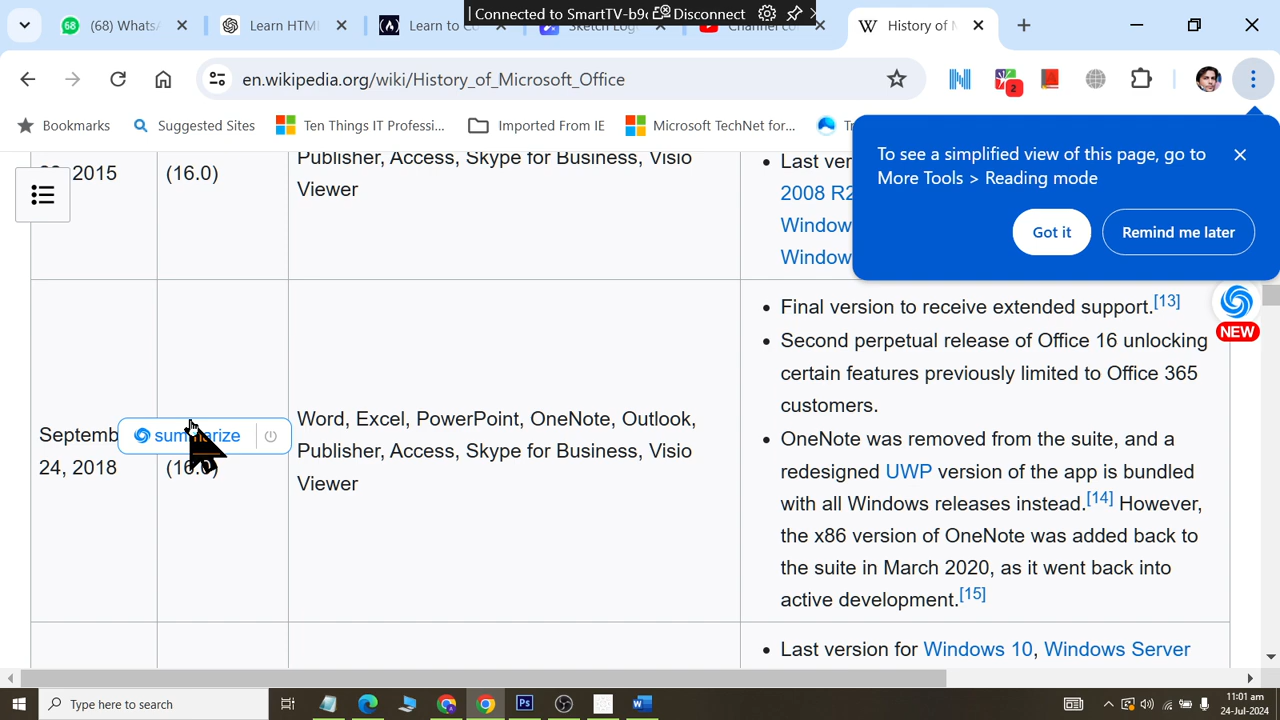 Connected to SmartTV-b9 Disconnect
(68) Whats
Learn HTM
Learn to Co
Sketch Log
Channel co
History of M
en.wikipedia.org/wiki/History_of_Microsoft_Office
2
Bookmarks Suggested Sites Ten Things IT Professi... Imported From IE Microsoft TechNet for...
To see a simplified view of this page, go to
More Tools > Reading mode
Got it Remind me later
2015
(16.0)
Publisher, Access, Skype for Business, Visio
Viewer
Last ver
2008 R2
Window
Window
NEW
Septemb
24, 2018
summarize
(16.0)
Word, Excel, PowerPoint, OneNote, Outlook,
Publisher, Access, Skype for Business, Visio
Viewer
Final version to receive extended support.[13]
Second perpetual release of Office 16 unlocking
certain features previously limited to Office 365
customers.
OneNote was removed from the suite, and a
redesigned UWP version of the app is bundled
with all Windows releases instead.[14] However,
the x86 version of OneNote was added back to
the suite in March 2020, as it went back into
active development.[15]
Last version for Windows 10, Windows Server
Type here to search
11:01 am
24-Jul-2024